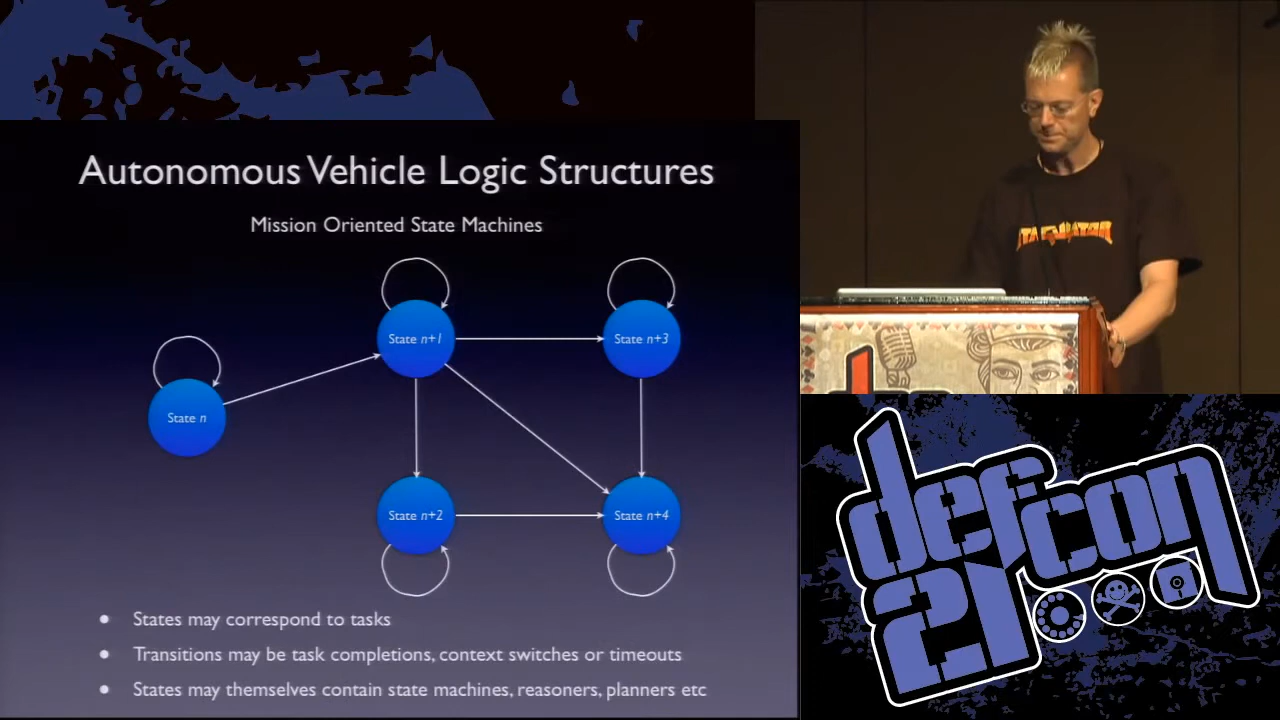 Autonomous Vehicle Logic Structures
Mission Oriented State Machines
State n
State n+1
State n+3
State n+2
State n+4
States may correspond to tasks
Transitions may be task completions, context switches or timeouts
States may themselves contain state machines, reasoners, planners etc
defcon
21